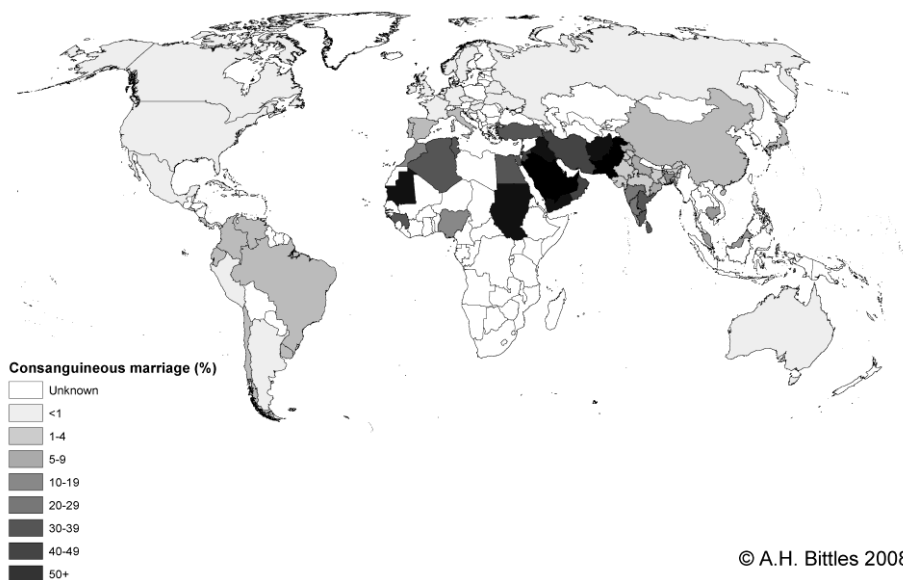 Consanguineous marriage (%)
Unknown
<1
1-4
5-9
10-19
20-29
30-39
40-49
50+
© A.H. Bittles 2008